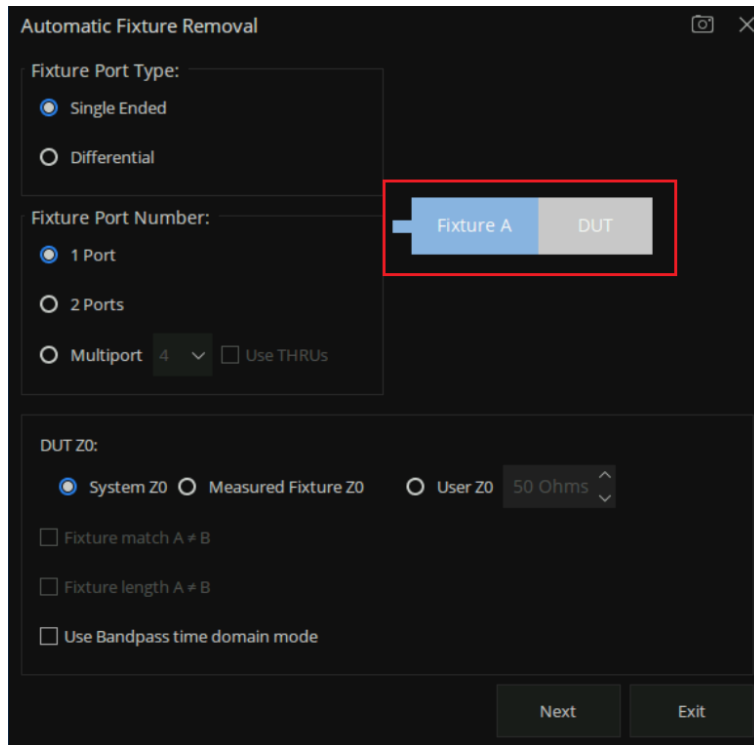 Automatic Fixture Removal
Fixture Port Type:
Single Ended
Differential
Fixture Port Number:
1 Port
2 Ports
Multiport 4 Use THRUs
Fixture A DUT
DUT Z0:
System Z0 Measured Fixture Z0 User Z0 50 Ohms
Fixture match A ≠ B
Fixture length A ≠ B
Use Bandpass time domain mode
Next Exit